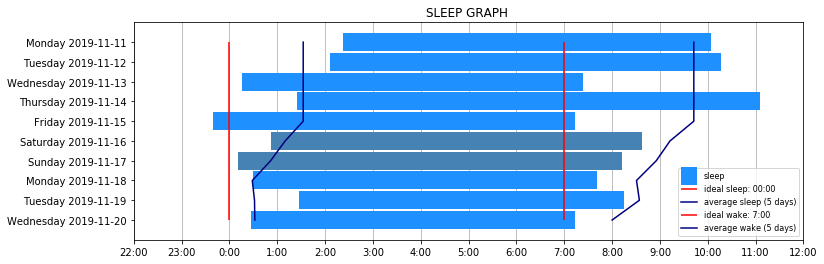 SLEEP GRAPH
Monday 2019-11-11
Tuesday 2019-11-12
Wednesday 2019-11-13
Thursday 2019-11-14
Friday 2019-11-15
Saturday 2019-11-16
Sunday 2019-11-17
Monday 2019-11-18
Tuesday 2019-11-19
Wednesday 2019-11-20
sleep
ideal sleep: 00:00
average sleep (5 days)
ideal wake: 7:00
average wake (5 days)
22:00 23:00 0:00 1:00 2:00 3:00 4:00 5:00 6:00 7:00 8:00 9:00 10:00 11:00 12:00